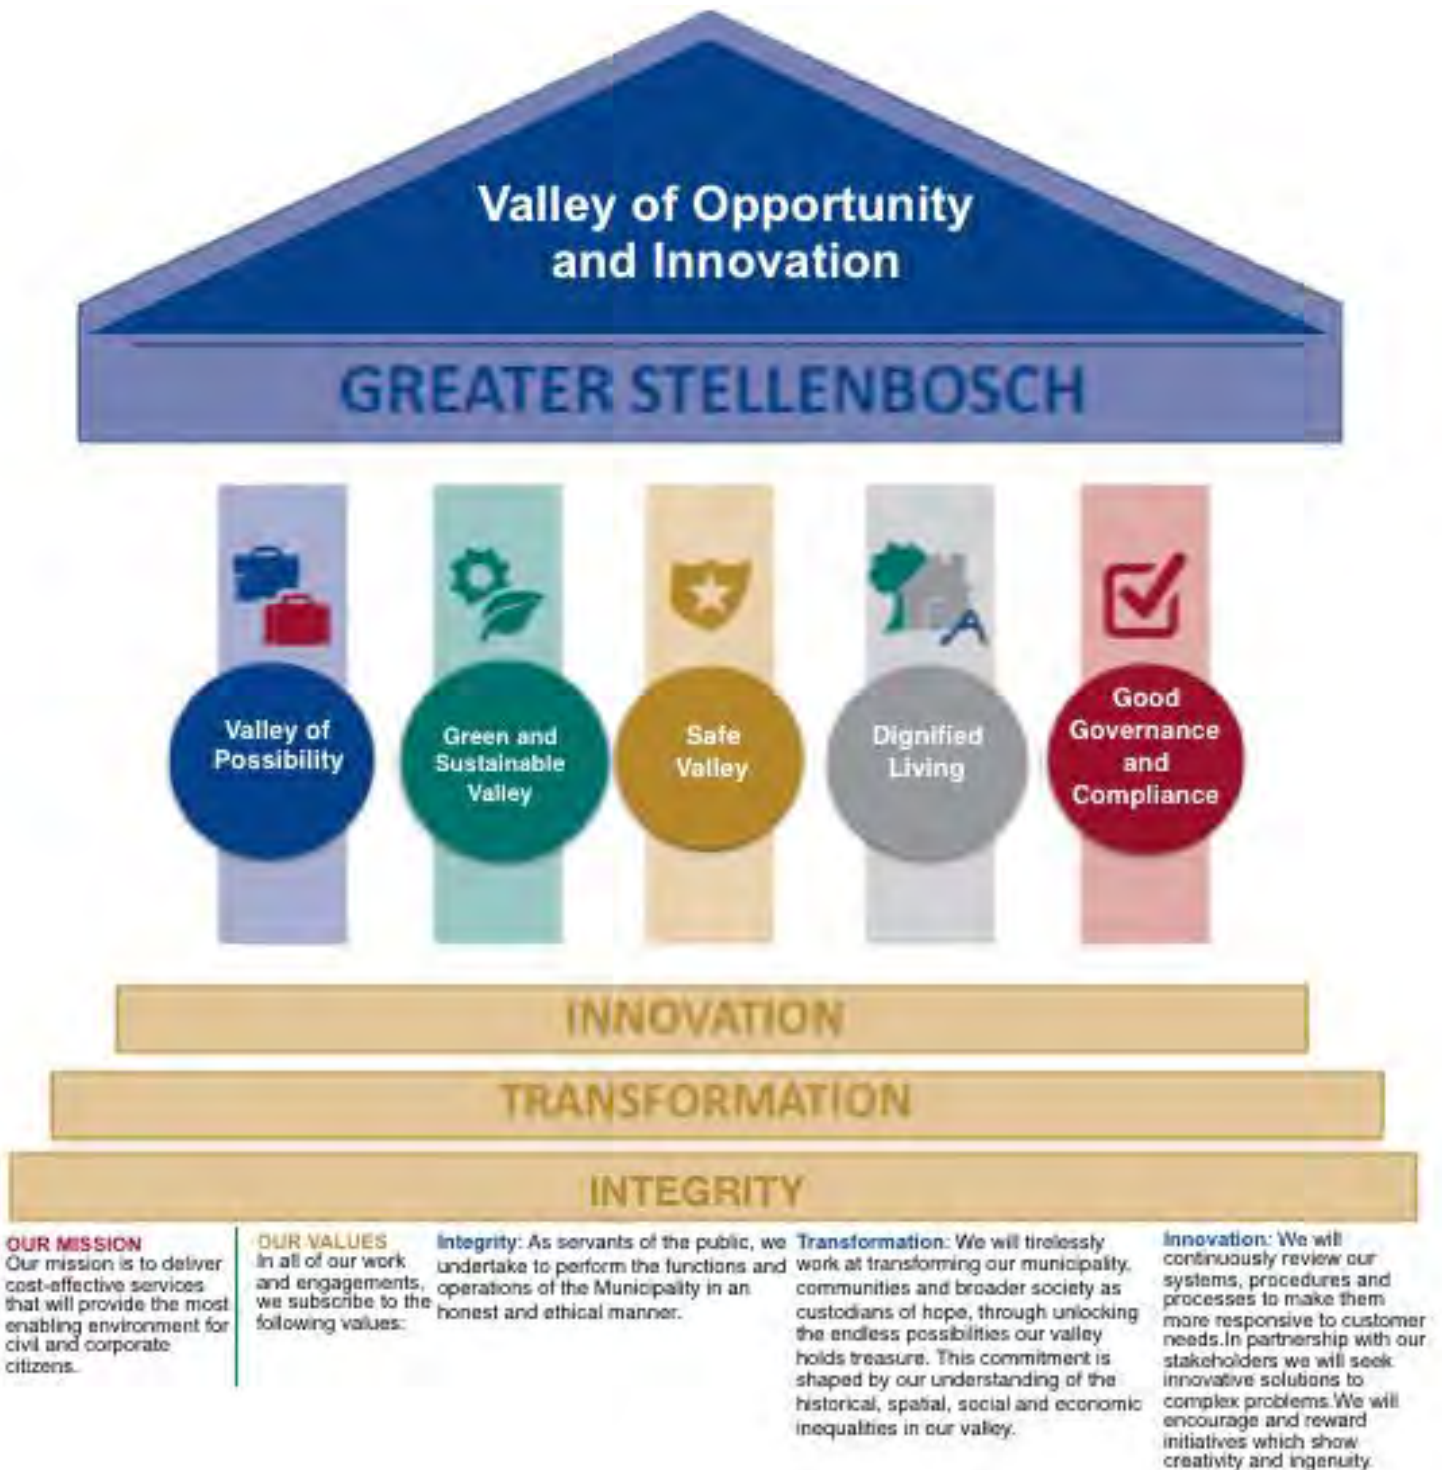 Valley of Opportunity
and Innovation
GREATER STELLENBOSCH
Valley of
Possibility
Green and
Sustainable
Valley
Safe
Valley
Dignified
Living
Good
Governance
and
Compliance
INNOVATION
TRANSFORMATION
INTEGRITY
OUR MISSION
Our mission is to deliver
cost-effective services
that will provide the most
enabling environment for
civil and corporate
citizens.
OUR VALUES
In all of our work
and engagements,
we subscribe to the
following values:
Integrity: As servants of the public, we
undertake to perform the functions and
operations of the Municipality in an
honest and ethical manner.
Transformation: We will tirelessly
work at transforming our municipality,
communities and broader society as
custodians of hope, through unlocking
the endless possibilities our valley
holds treasure. This commitment is
shaped by our understanding of the
historical, spatial, social and economic
inequalities in our valley.
Innovation: We will
continuously review our
systems, procedures and
processes to make them
more responsive to customer
needs.In partnership with our
stakeholders we will seek
innovative solutions to
complex problems.We will
encourage and reward
initiatives which show
creativity and ingenuity.